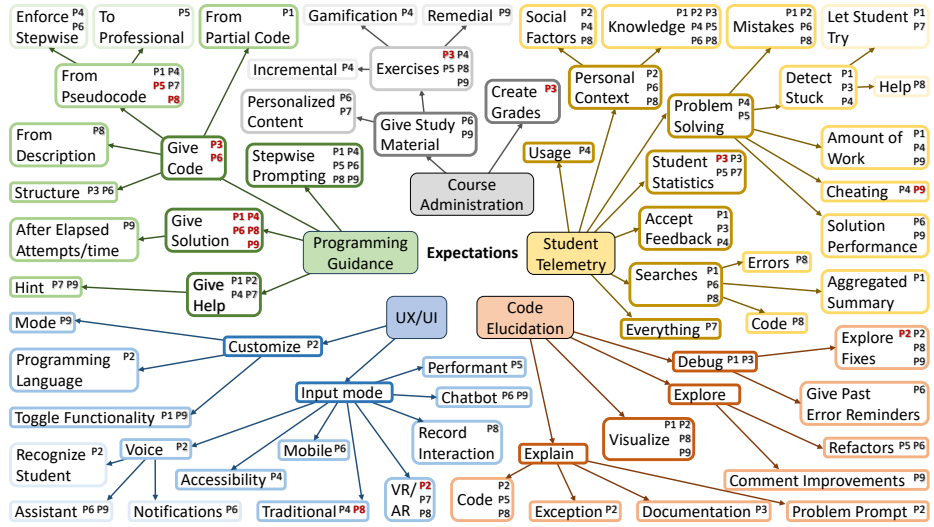 Enforce P4
Stepwise P6
To P5
Professional
From P1
Partial Code
From P1 P4
Pseudocode P5 P7
P8
From P8
Description
Give P3
Code P6
Structure P3 P6
Stepwise P1 P4
Prompting P5 P6
P8 P9
After Elapsed P9
Attempts/time
Give P1 P4
Solution P6 P8
P9
Hint P7 P9
Give P1 P2
Help P4 P7
Programming
Guidance
Gamification P4
Remedial P9
Incremental P4
Exercises P3 P4
P5 P8
P9
Personalized P6
Content P7
Give Study P6
Material P9
Create P3
Grades
Course
Administration
Expectations
Social P2
Factors P4
P8
Knowledge P1 P2 P3
P4 P4 P5
P6 P8
Mistakes P1 P2
P6
P8
Let Student P1
Try P7
Personal P2
Context P6
P8
Detect P1
Stuck P3
P4
Help P8
Problem P4
Solving P5
Usage P4
Amount of P1
Work P4
P9
Student P3 P3
Statistics P5 P7
Cheating P4 P9
Accept P1
Feedback P3
P4
Solution P6
Performance P9
Student
Telemetry
Searches P1
P6
P8
Errors P8
Aggregated P1
Summary
Code P8
Everything P7
UX/UI
Mode P9
Customize P2
Programming P2
Language
Toggle Functionality P1 P9
Input mode
Performant P5
Chatbot P6 P9
Record P8
Interaction
Mobile P6
Voice P2
Recognize P2
Student
Accessibility P4
Assistant P6 P9
Notifications P6
Traditional P4 P8
VR/ P2
AR P7
P8
Code
Elucidation
Debug P1 P3
Explore P2 P2
Fixes P8
P9
Give Past P6
Error Reminders
Explore
Refactors P5 P6
Comment Improvements P9
Visualize P1 P2
P8
P9
Explain
Code P2
P5
P8
Exception P2
Documentation P3
Problem Prompt P2